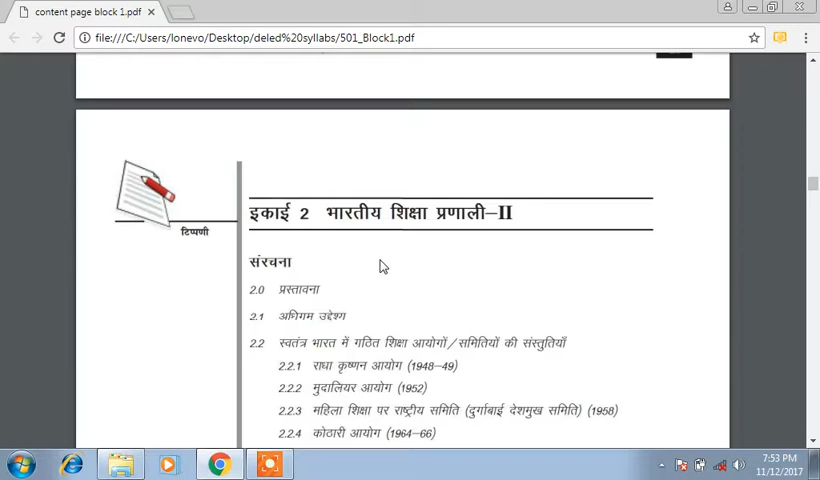 content page block 1.pdf
file:///C:/Users/lonevo/Desktop/deled%20syllabs/501_Block1.pdf
टिप्पणी
इकाई 2 भारतीय शिक्षा प्रणाली–II
संरचना
2.0 प्रस्तावना
2.1 अधिगम उद्देश्य
2.2 स्वतंत्र भारत में गठित शिक्षा आयोगों/समितियों की संस्तुतियाँ
2.2.1 राधा कृष्णन आयोग (1948–49)
2.2.2 मुदालियर आयोग (1952)
2.2.3 महिला शिक्षा पर राष्ट्रीय समिति (दुर्गाबाई देशमुख समिति) (1958)
2.2.4 कोठारी आयोग (1964–66)
7:53 PM
11/12/2017